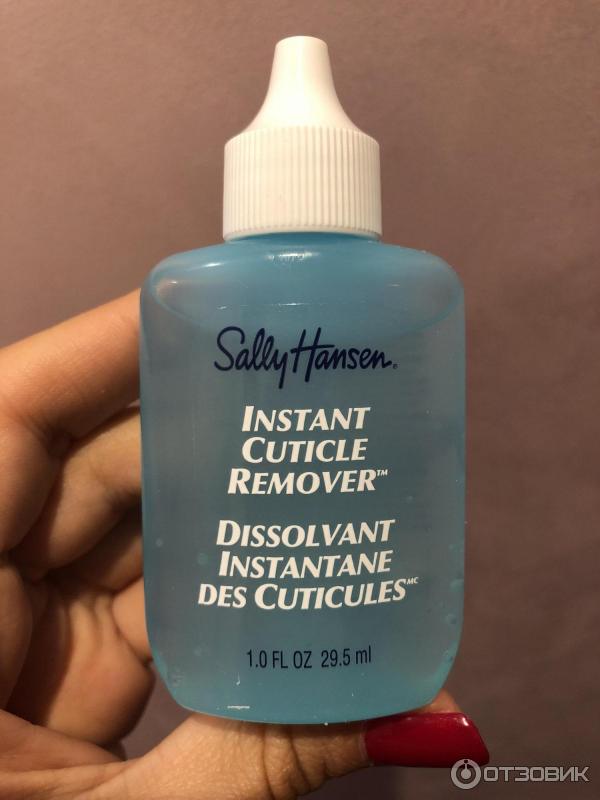 Sally Hansen®
INSTANT
CUTICLE
REMOVER™
DISSOLVANT
INSTANTANE
DES CUTICULES MC
1.0 FL OZ 29.5 ml
ОТЗОВИК